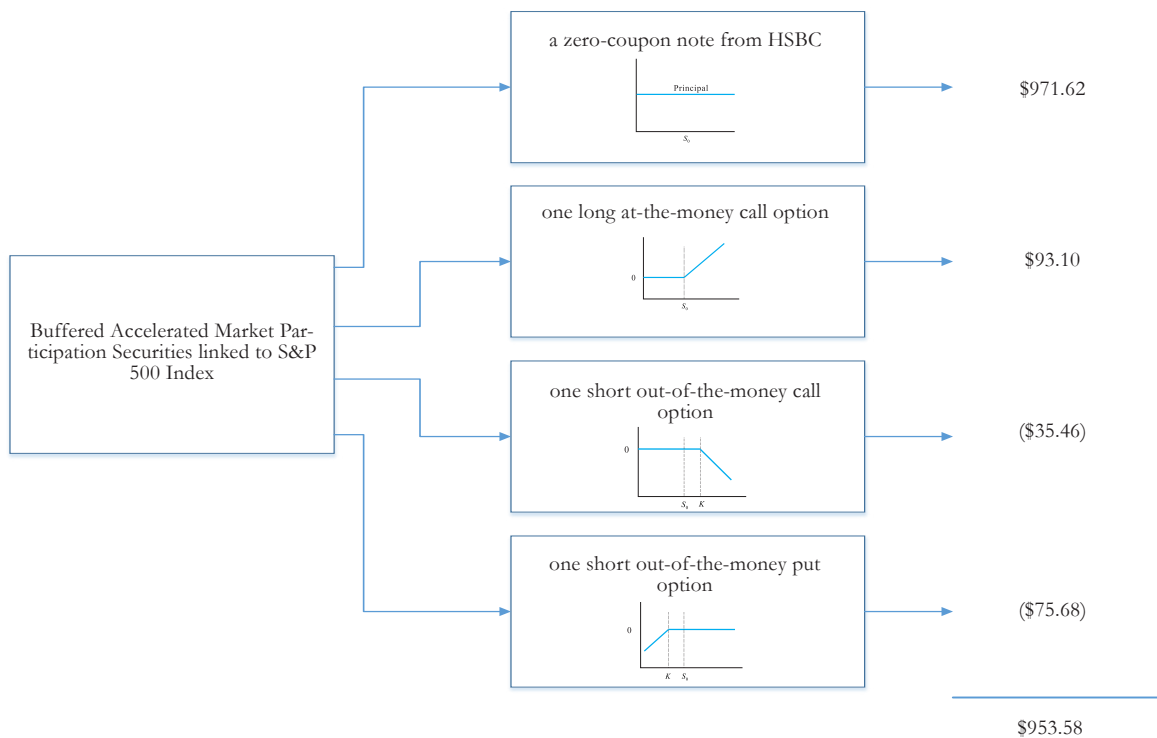 a zero-coupon note from HSBC
Principal
S₀
$971.62
one long at-the-money call option
0
S₀
$93.10
Buffered Accelerated Market Par-
ticipation Securities linked to S&P
500 Index
one short out-of-the-money call
option
0
S₀ K
($35.46)
one short out-of-the-money put
option
0
K S₀
($75.68)
$953.58